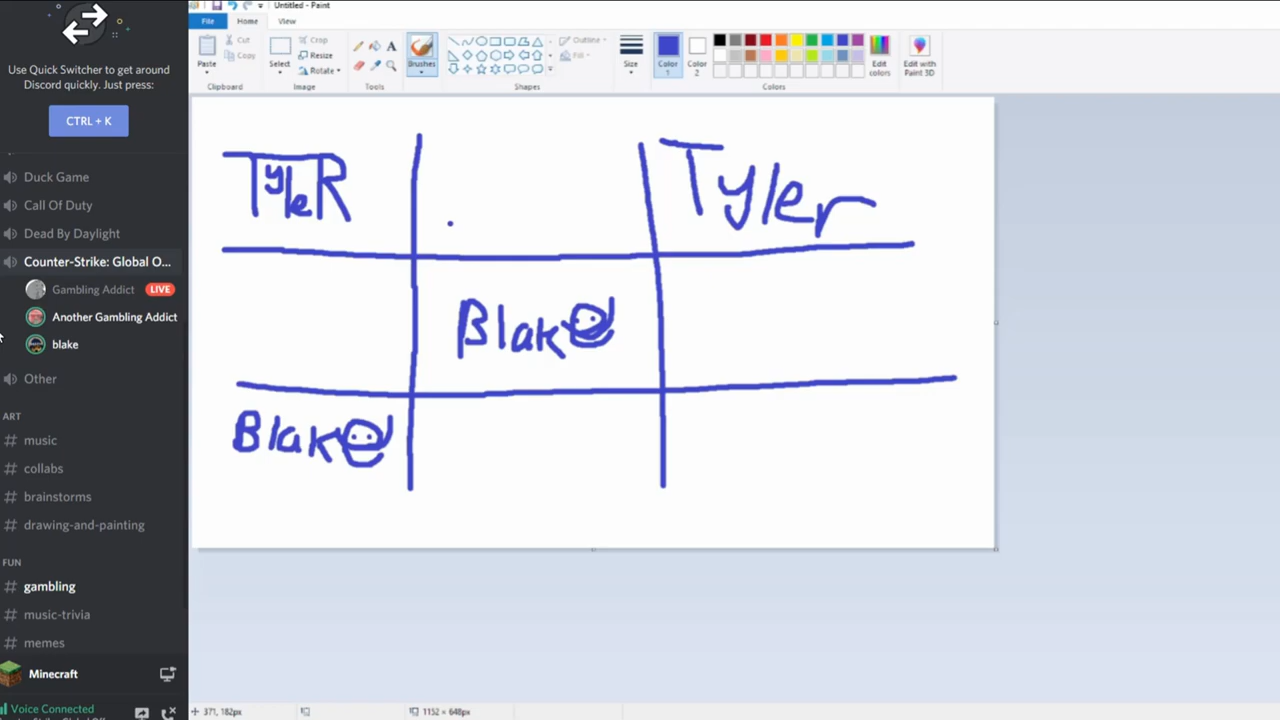 Untitled - Paint
File Home View
Use Quick Switcher to get around
Discord quickly. Just press:
CTRL + K
Duck Game
Call Of Duty
Dead By Daylight
Counter-Strike: Global O...
Gambling Addict LIVE
Another Gambling Addict
blake
Other
ART
# music
# collabs
# brainstorms
# drawing-and-painting
FUN
# gambling
# music-trivia
# memes
Minecraft
Voice Connected
Paste
Cut
Copy
Clipboard
Select
Crop
Resize
Rotate
Image
A
Tools
Brushes
Outline
Fill
Shapes
Size
Color 1
Color 2
Edit colors
Colors
Edit with Paint 3D
TyleR Tyler
Blak
Blak
371, 182px
1152 × 648px